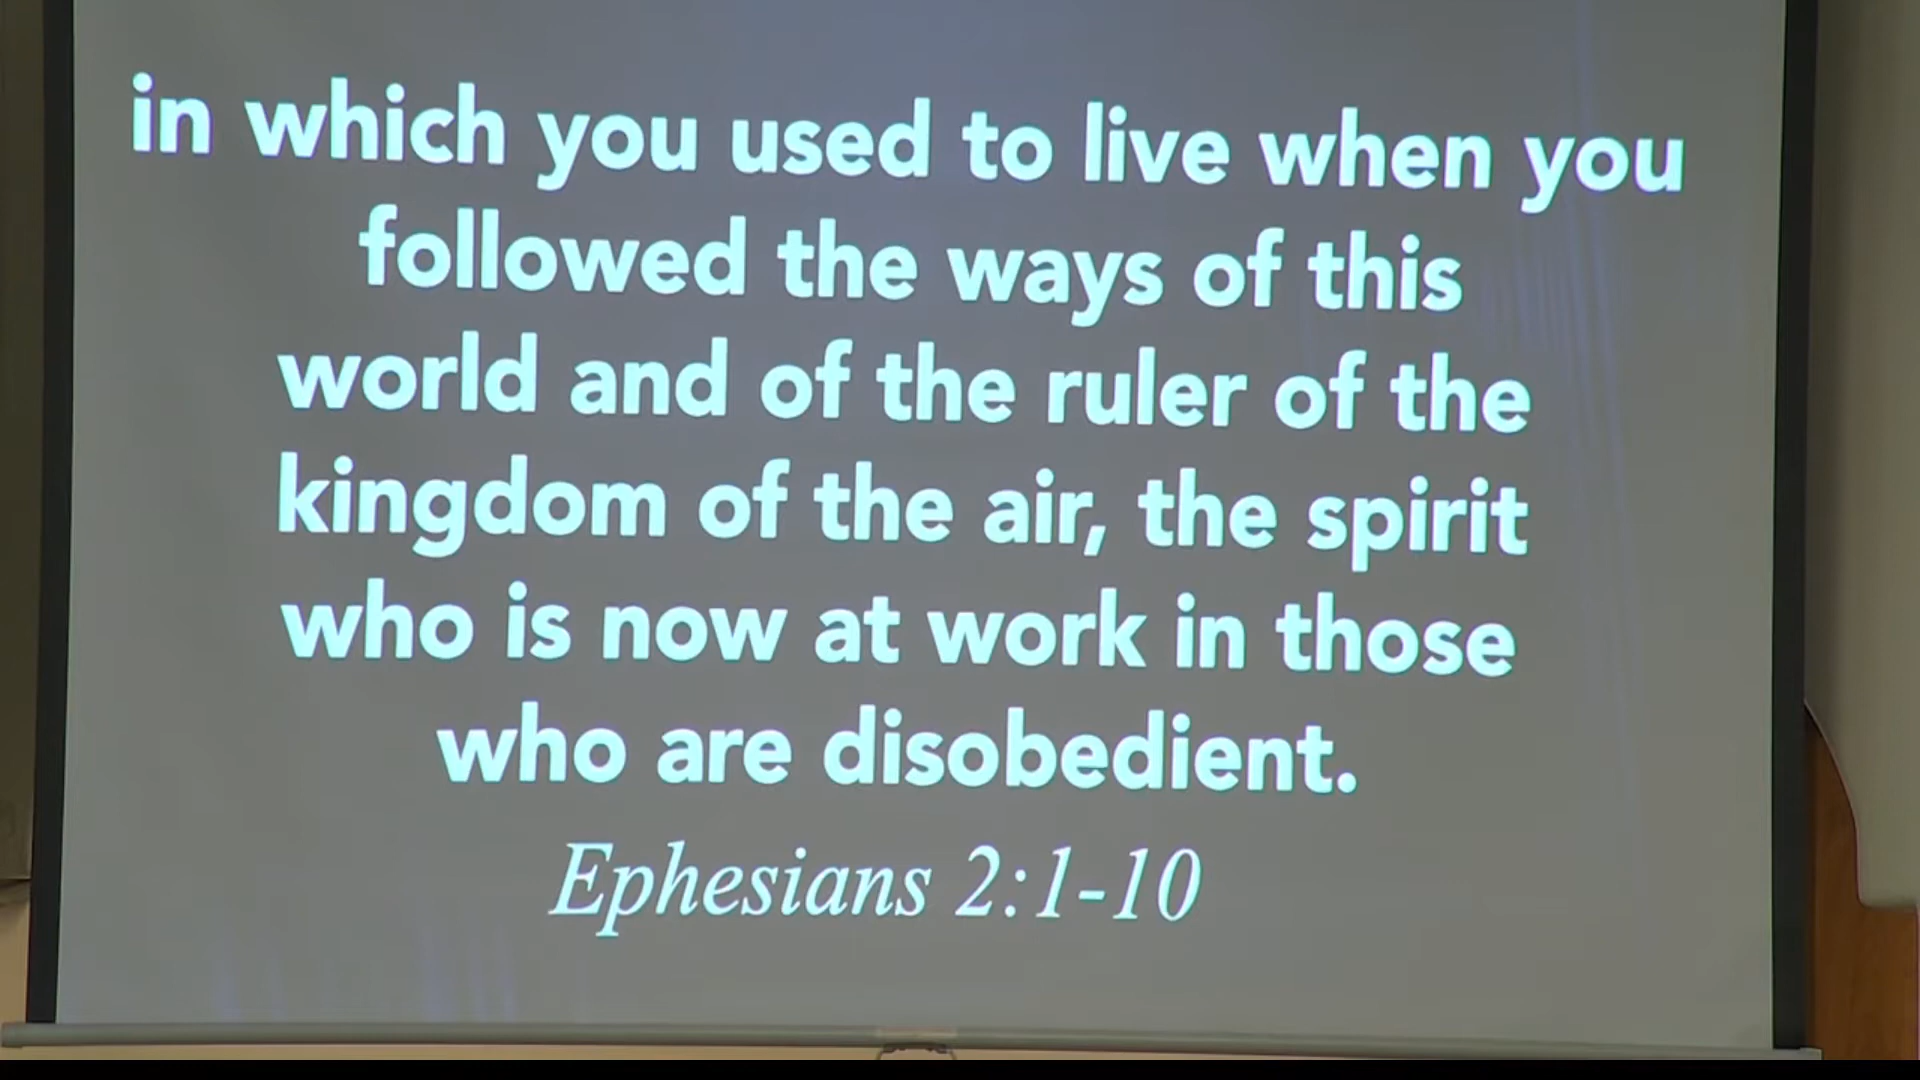 in which you used to live when you
followed the ways of this
world and of the ruler of the
kingdom of the air, the spirit
who is now at work in those
who are disobedient.
Ephesians 2:1-10